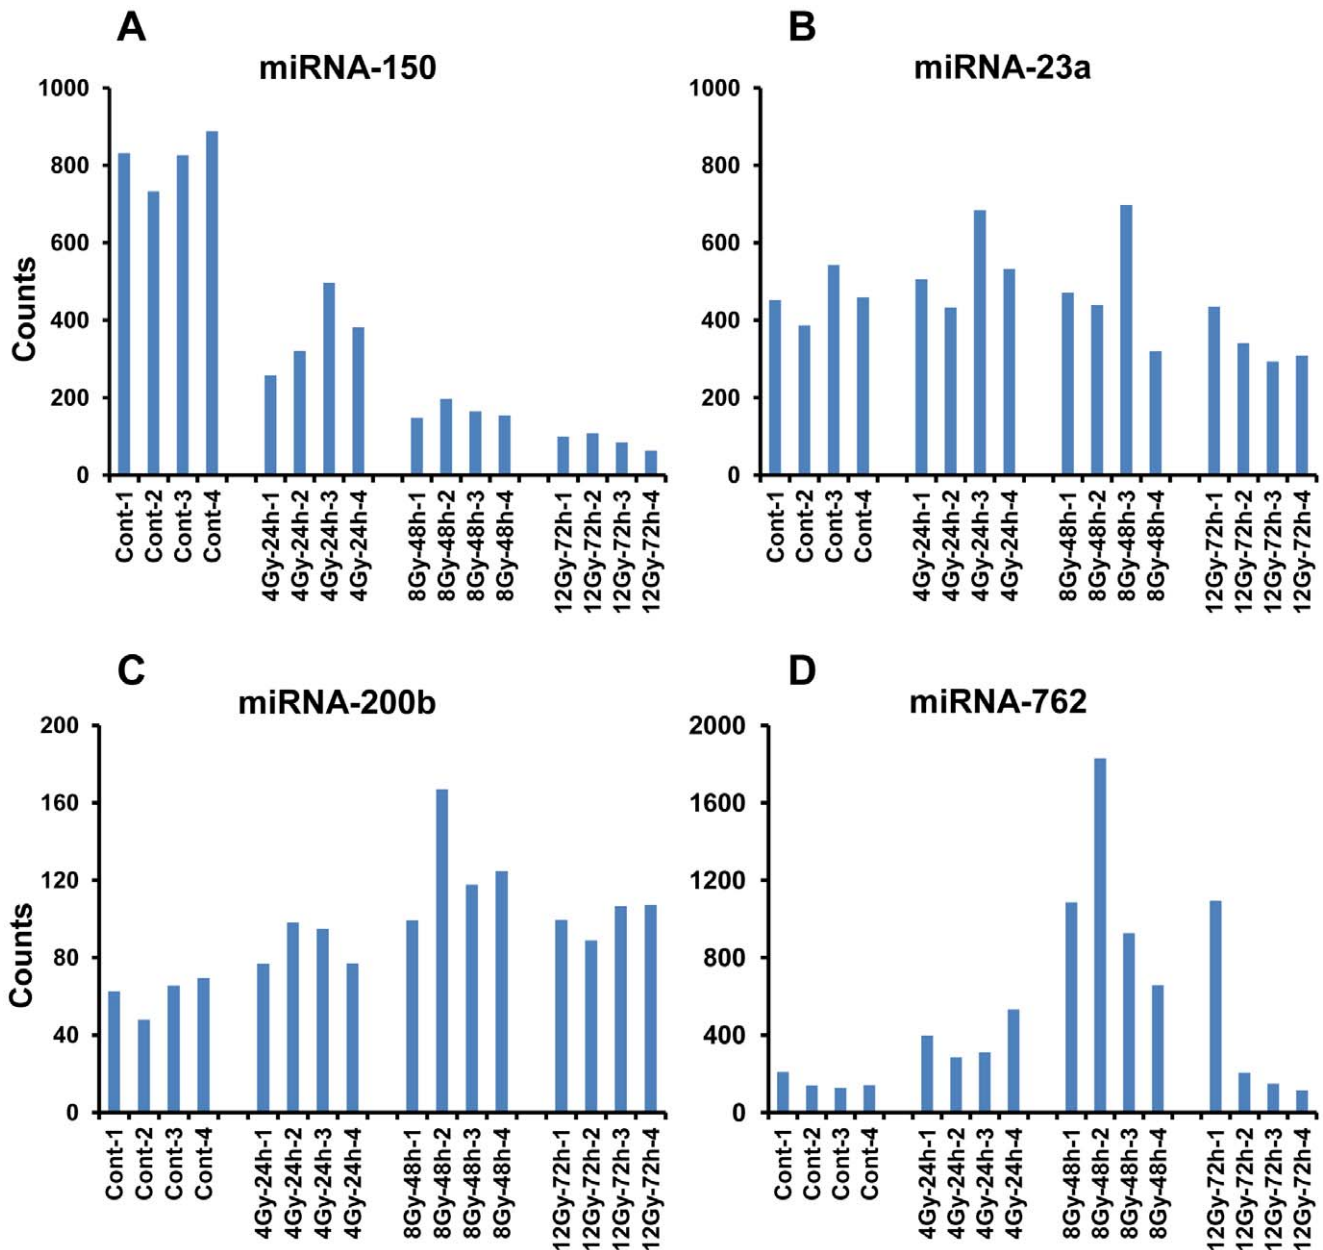 A
miRNA-150
Counts
1000
800
600
400
200
0
Cont-1
Cont-2
Cont-3
Cont-4
4Gy-24h-1
4Gy-24h-2
4Gy-24h-3
4Gy-24h-4
8Gy-48h-1
8Gy-48h-2
8Gy-48h-3
8Gy-48h-4
12Gy-72h-1
12Gy-72h-2
12Gy-72h-3
12Gy-72h-4
B
miRNA-23a
1000
800
600
400
200
0
Cont-1
Cont-2
Cont-3
Cont-4
4Gy-24h-1
4Gy-24h-2
4Gy-24h-3
4Gy-24h-4
8Gy-48h-1
8Gy-48h-2
8Gy-48h-3
8Gy-48h-4
12Gy-72h-1
12Gy-72h-2
12Gy-72h-3
12Gy-72h-4
C
miRNA-200b
Counts
200
160
120
80
40
0
Cont-1
Cont-2
Cont-3
Cont-4
4Gy-24h-1
4Gy-24h-2
4Gy-24h-3
4Gy-24h-4
8Gy-48h-1
8Gy-48h-2
8Gy-48h-3
8Gy-48h-4
12Gy-72h-1
12Gy-72h-2
12Gy-72h-3
12Gy-72h-4
D
miRNA-762
2000
1600
1200
800
400
0
Cont-1
Cont-2
Cont-3
Cont-4
4Gy-24h-1
4Gy-24h-2
4Gy-24h-3
4Gy-24h-4
8Gy-48h-1
8Gy-48h-2
8Gy-48h-3
8Gy-48h-4
12Gy-72h-1
12Gy-72h-2
12Gy-72h-3
12Gy-72h-4